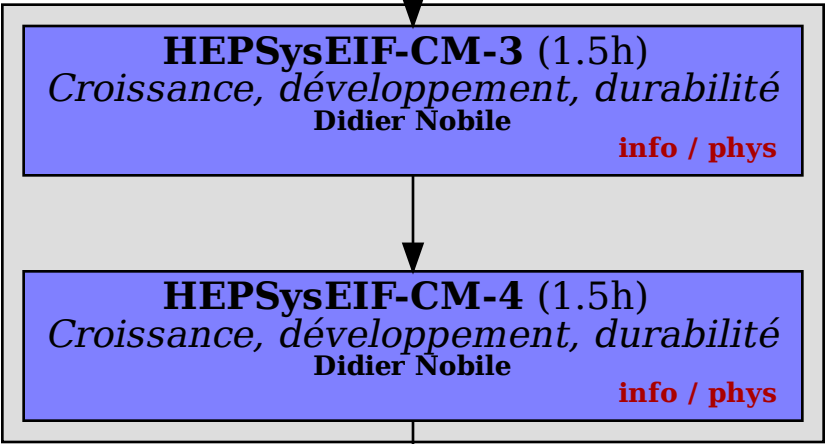 HEPSysEIF-CM-3 (1.5h)
Croissance, développement, durabilité
Didier Nobile
info / phys
HEPSysEIF-CM-4 (1.5h)
Croissance, développement, durabilité
Didier Nobile
info / phys